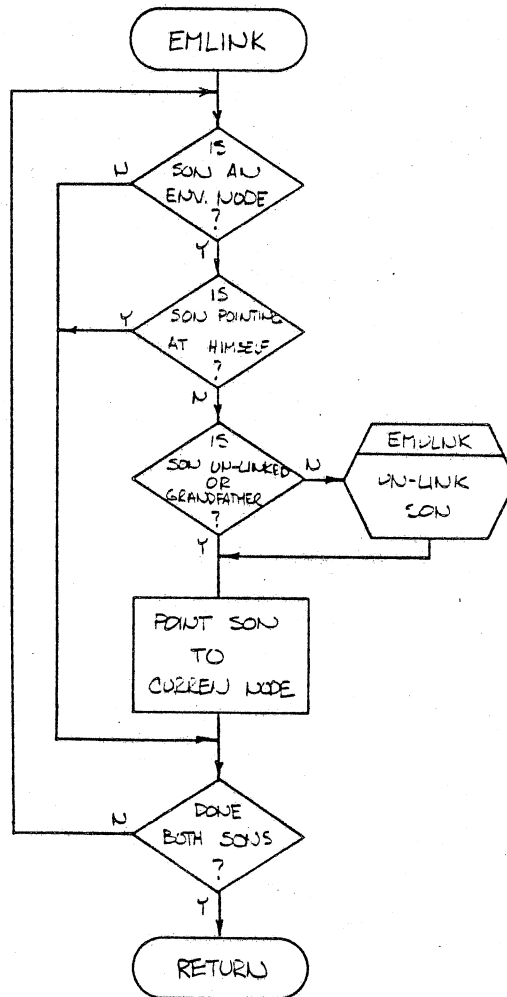 EMLINK
IS
SON AN
ENV. NODE
?
N
Y
IS
SON POINTING
AT HIMSELF
?
Y
N
IS
SON UN-LINKED
OR
GRANDFATHER
?
N
Y
EMULINK
UN-LINK
SON
POINT SON
TO
CURREN NODE
DONE
BOTH SONS
?
N
Y
RETURN